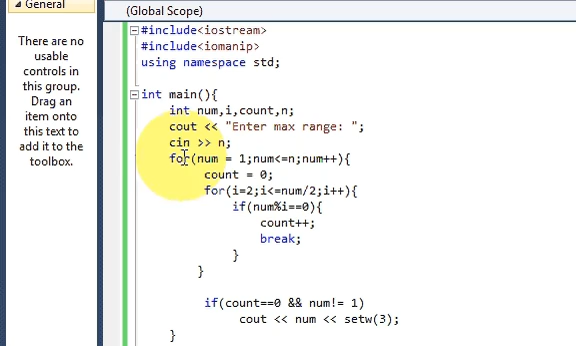 General
There are no
usable
controls in
this group.
Drag an
item onto
this text to
add it to the
toolbox.
(Global Scope)
#include<iostream>
#include<iomanip>
using namespace std;
int main(){
int num,i,count,n;
cout << "Enter max range: ";
cin >> n;
for(num = 1;num<=n;num++){
count = 0;
for(i=2;i<=num/2;i++){
if(num%i==0){
count++;
break;
}
}
if(count==0 && num!= 1)
cout << num << setw(3);
}